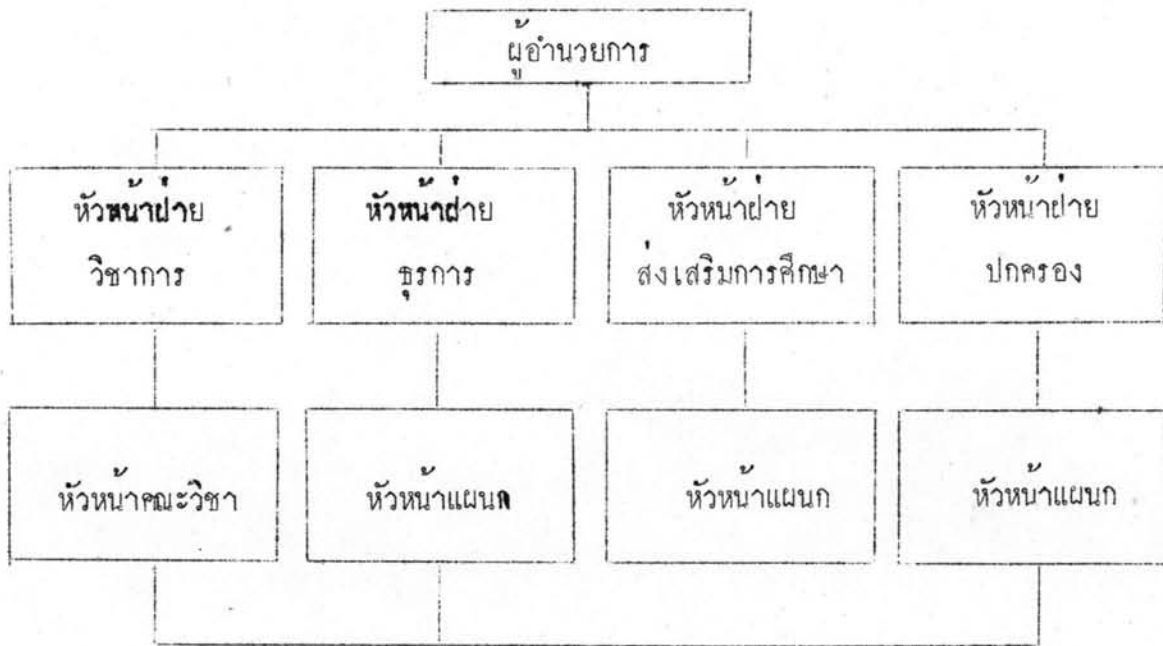 ผู้อำนวยการ
หัวหน้าฝ่าย
วิชาการ
หัวหน้าฝ่าย
ธุรการ
หัวหน้าฝ่าย
ส่งเสริมการศึกษา
หัวหน้าฝ่าย
ปกครอง
หัวหน้าคณะวิชา
หัวหน้าแผนก
หัวหน้าแผนก
หัวหน้าแผนก